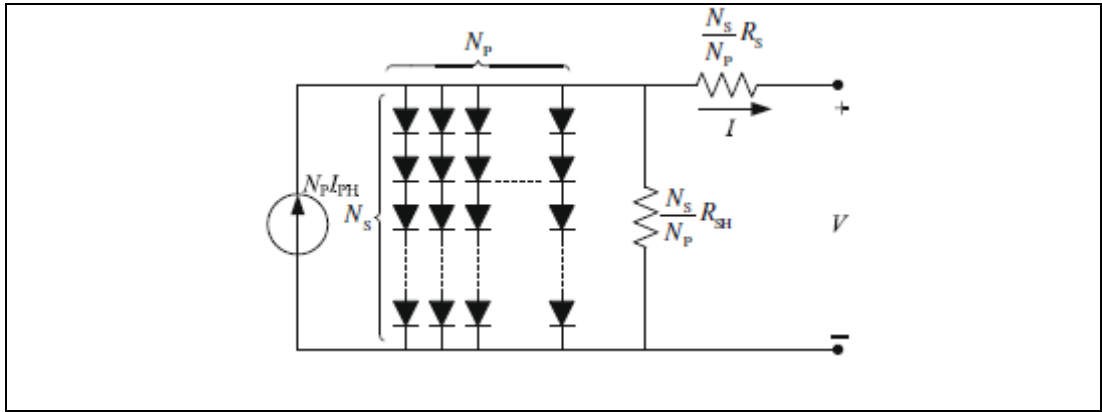 N_S/N_P R_S
N_P
I
+
N_P I_PH
N_S
N_S/N_P R_SH
V
−